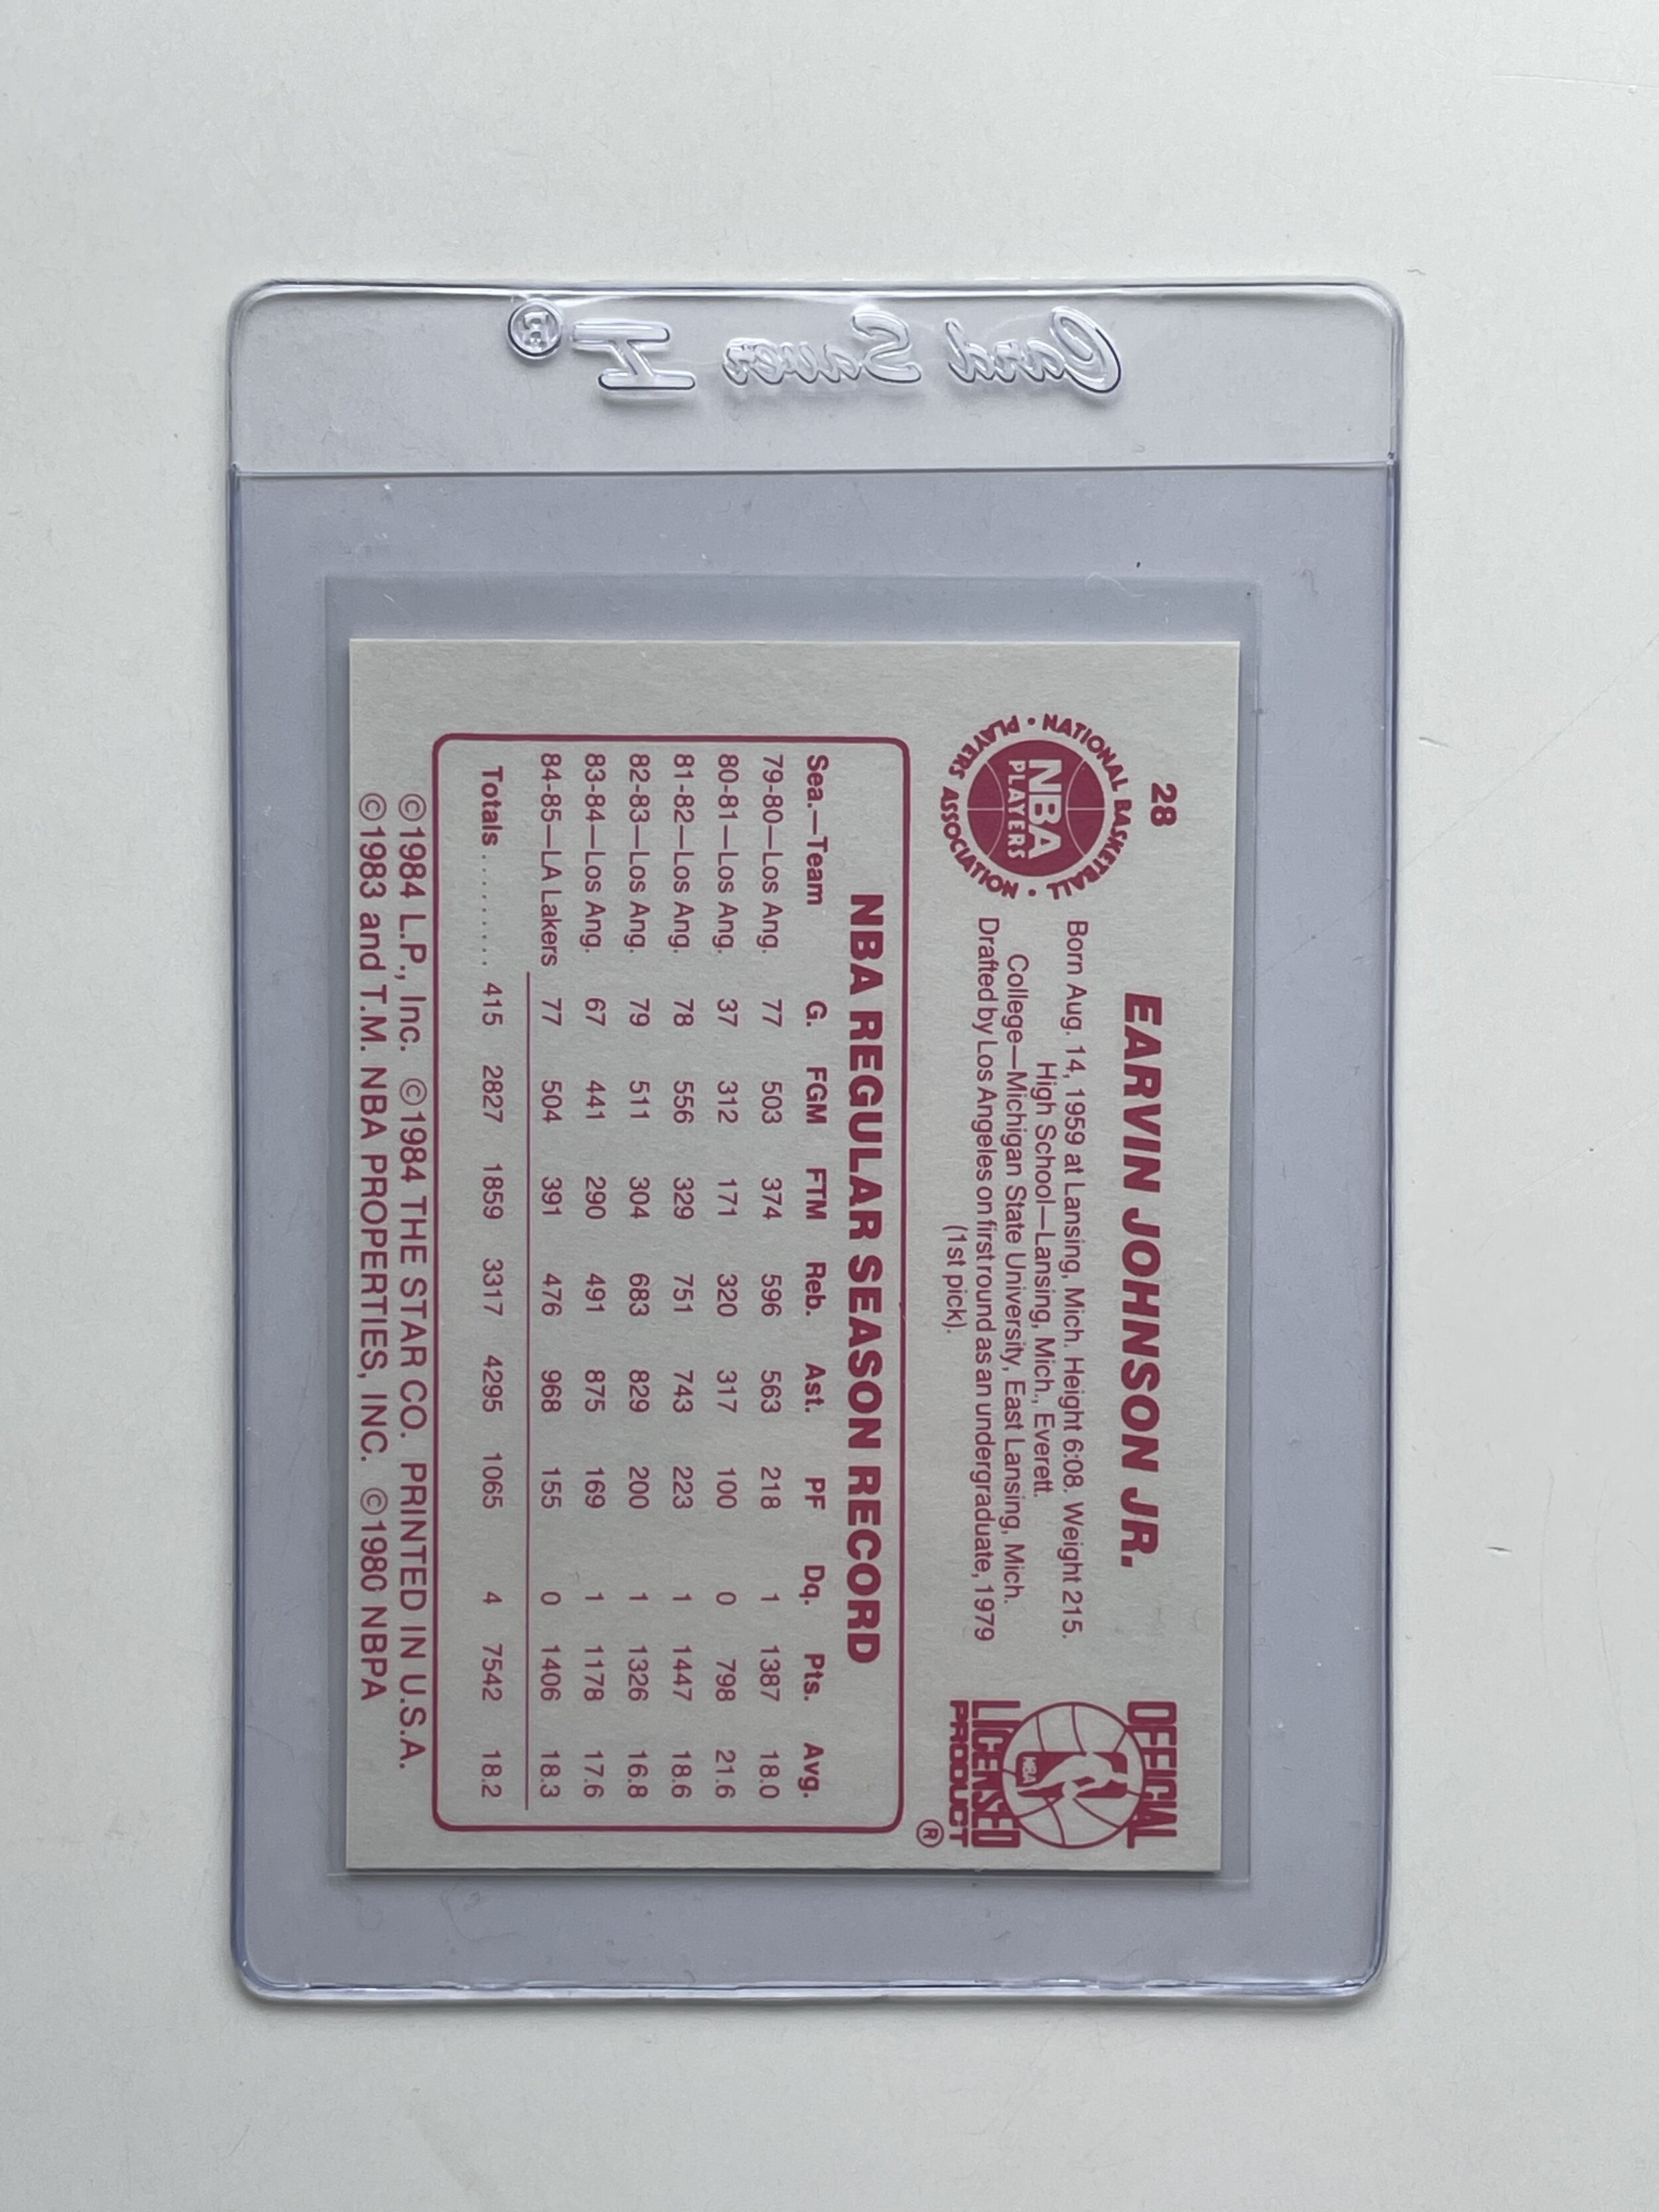 Card Saver I®
28
NATIONAL BASKETBALL PLAYERS ASSOCIATION
NBA
PLAYERS
EARVIN JOHNSON JR.
Born Aug. 14, 1959 at Lansing, Mich. Height 6:08. Weight 215.
High School—Lansing, Mich., Everett.
College—Michigan State University, East Lansing, Mich.
Drafted by Los Angeles on first round as an undergraduate, 1979
(1st pick).
OFFICIAL
NBA
LICENSED
PRODUCT
®
NBA REGULAR SEASON RECORD
Sea.—Team G. FGM FTM Reb. Ast. PF Dq. Pts. Avg.
79-80—Los Ang. 77 503 374 596 563 218 1 1387 18.0
80-81—Los Ang. 37 312 171 320 317 100 0 798 21.6
81-82—Los Ang. 78 556 329 751 743 223 1 1447 18.6
82-83—Los Ang. 79 511 304 683 829 200 1 1326 16.8
83-84—Los Ang. 67 441 290 491 875 169 1 1178 17.6
84-85—LA Lakers 77 504 391 476 968 155 0 1406 18.3
Totals ......... 415 2827 1859 3317 4295 1065 4 7542 18.2
©1984 L.P., Inc. ©1984 THE STAR CO. PRINTED IN U.S.A.
©1983 and T.M. NBA PROPERTIES, INC. ©1980 NBPA